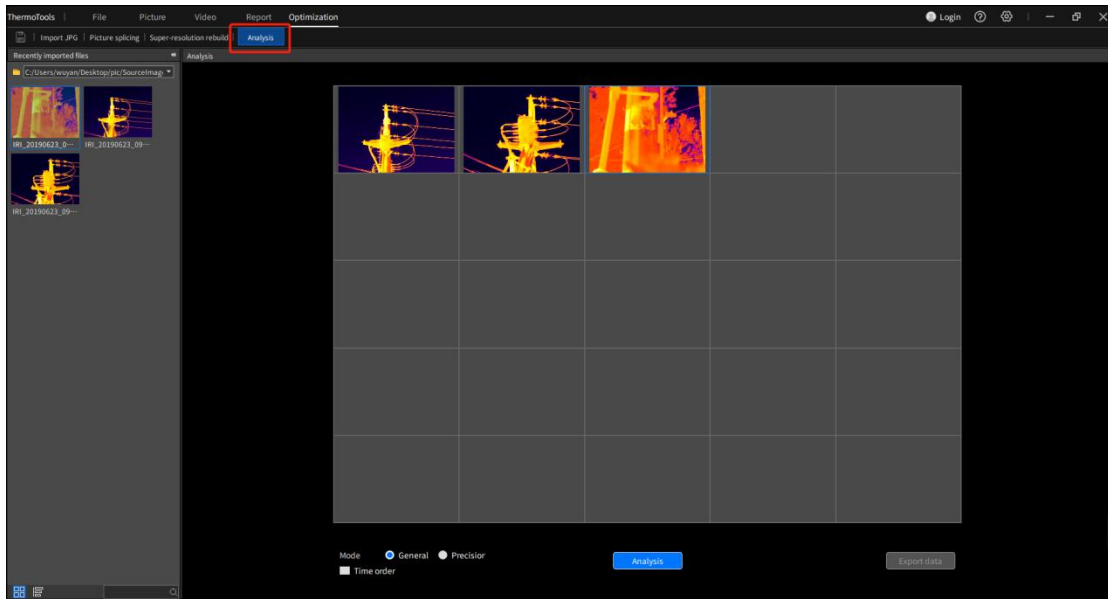 ThermoTools File Picture Video Report Optimization Login
Import JPG Picture splicing Super-resolution rebuild Analysis
Recently imported files Analysis
C:/Users/wuyan/Desktop/pic/SourceImag
IRI_20190623_0··· IRI_20190623_09···
IRI_20190623_09···
Mode General Precisior
Analysis Export data
Time order